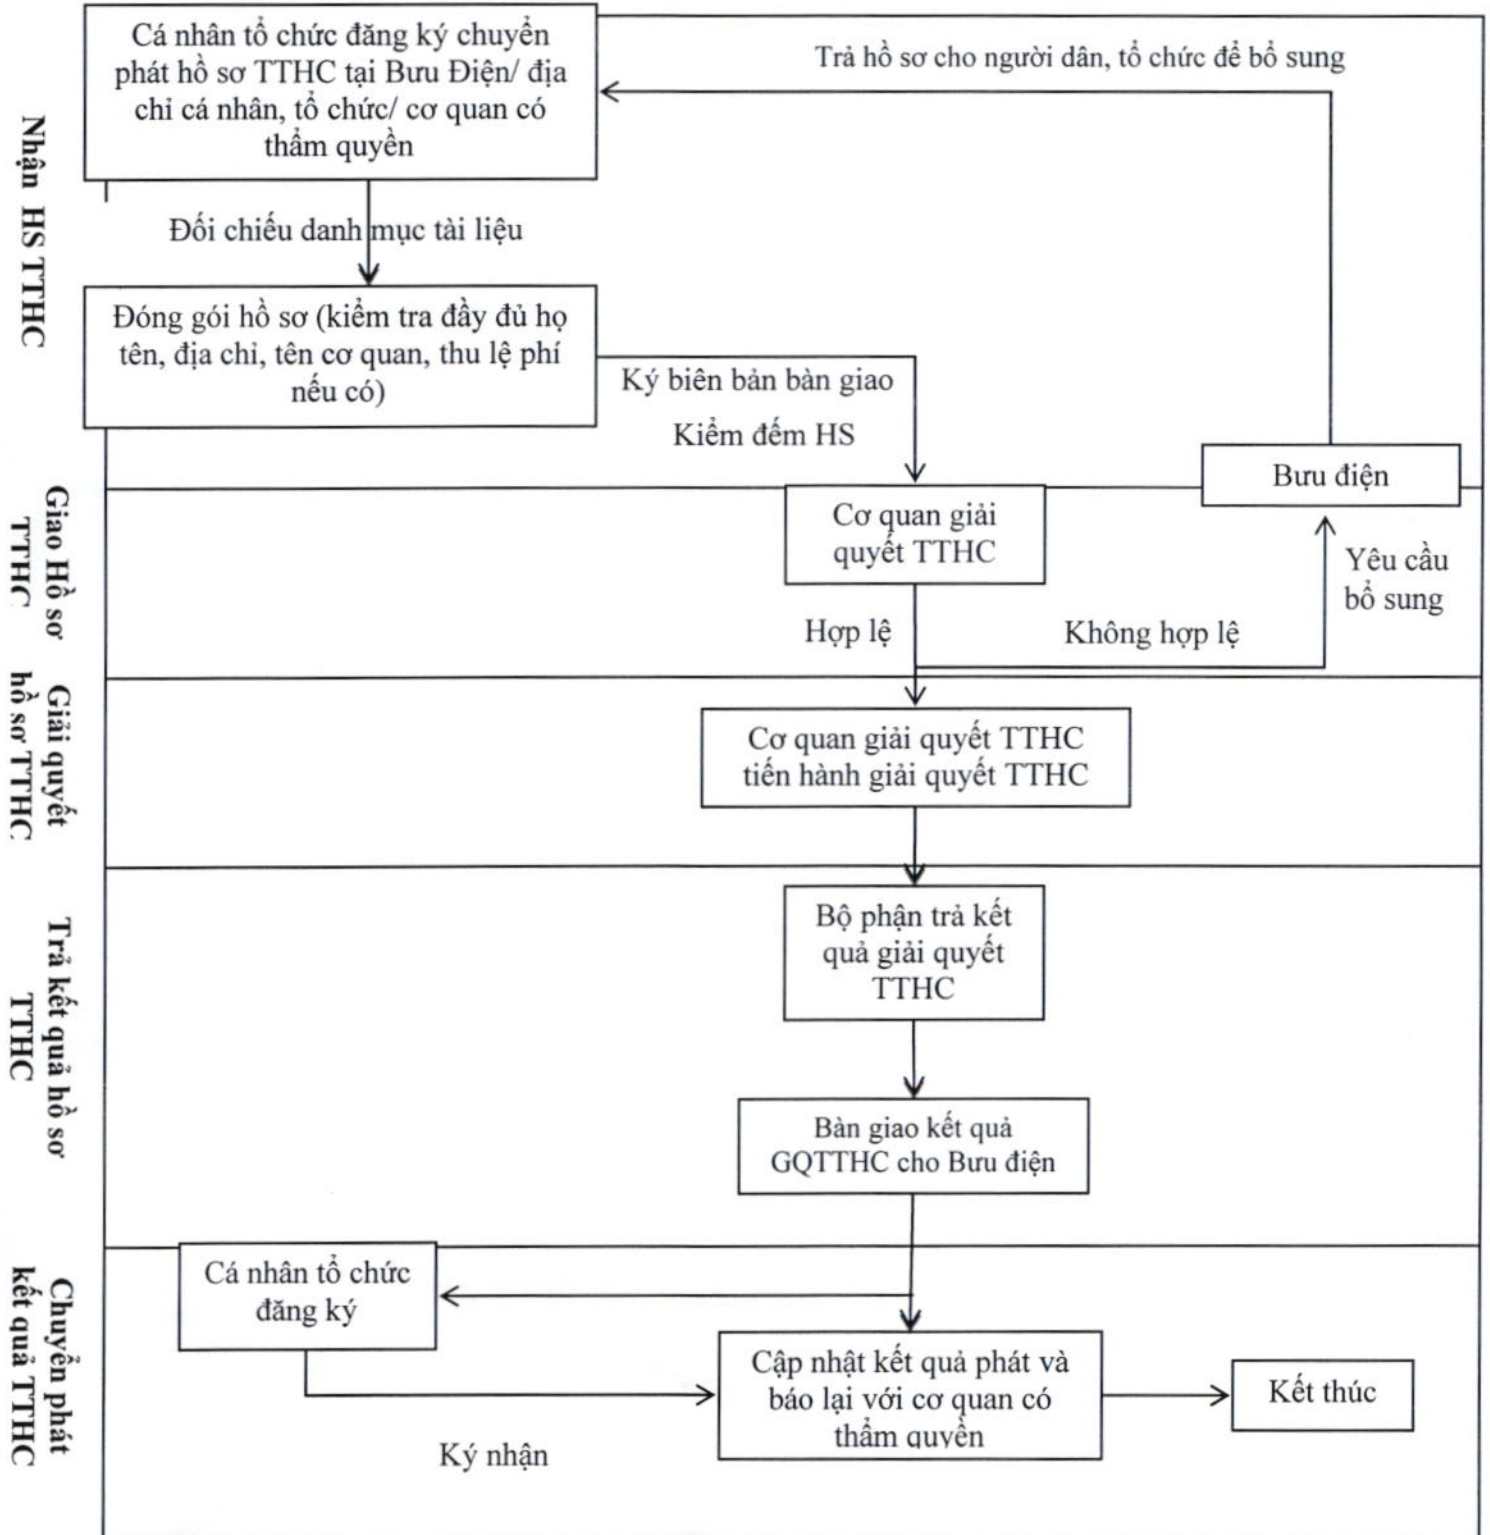 Cá nhân tổ chức đăng ký chuyển
phát hồ sơ TTHC tại Bưu Điện/ địa
chỉ cá nhân, tổ chức/ cơ quan có
thẩm quyền
Trả hồ sơ cho người dân, tổ chức để bổ sung
Nhận HS TTHC
Đối chiếu danh mục tài liệu
Đóng gói hồ sơ (kiểm tra đầy đủ họ
tên, địa chỉ, tên cơ quan, thu lệ phí
nếu có)
Ký biên bản bàn giao
Kiểm đếm HS
Bưu điện
Giao Hồ sơ
TTHC
Cơ quan giải
quyết TTHC
Yêu cầu
bổ sung
Hợp lệ
Không hợp lệ
Giải quyết
hồ sơ TTHC
Cơ quan giải quyết TTHC
tiến hành giải quyết TTHC
Trả kết quả hồ sơ
TTHC
Bộ phận trả kết
quả giải quyết
TTHC
Bàn giao kết quả
GQTTHC cho Bưu điện
Chuyển phát
kết quả TTHC
Cá nhân tổ chức
đăng ký
Cập nhật kết quả phát và
báo lại với cơ quan có
thẩm quyền
Kết thúc
Ký nhận